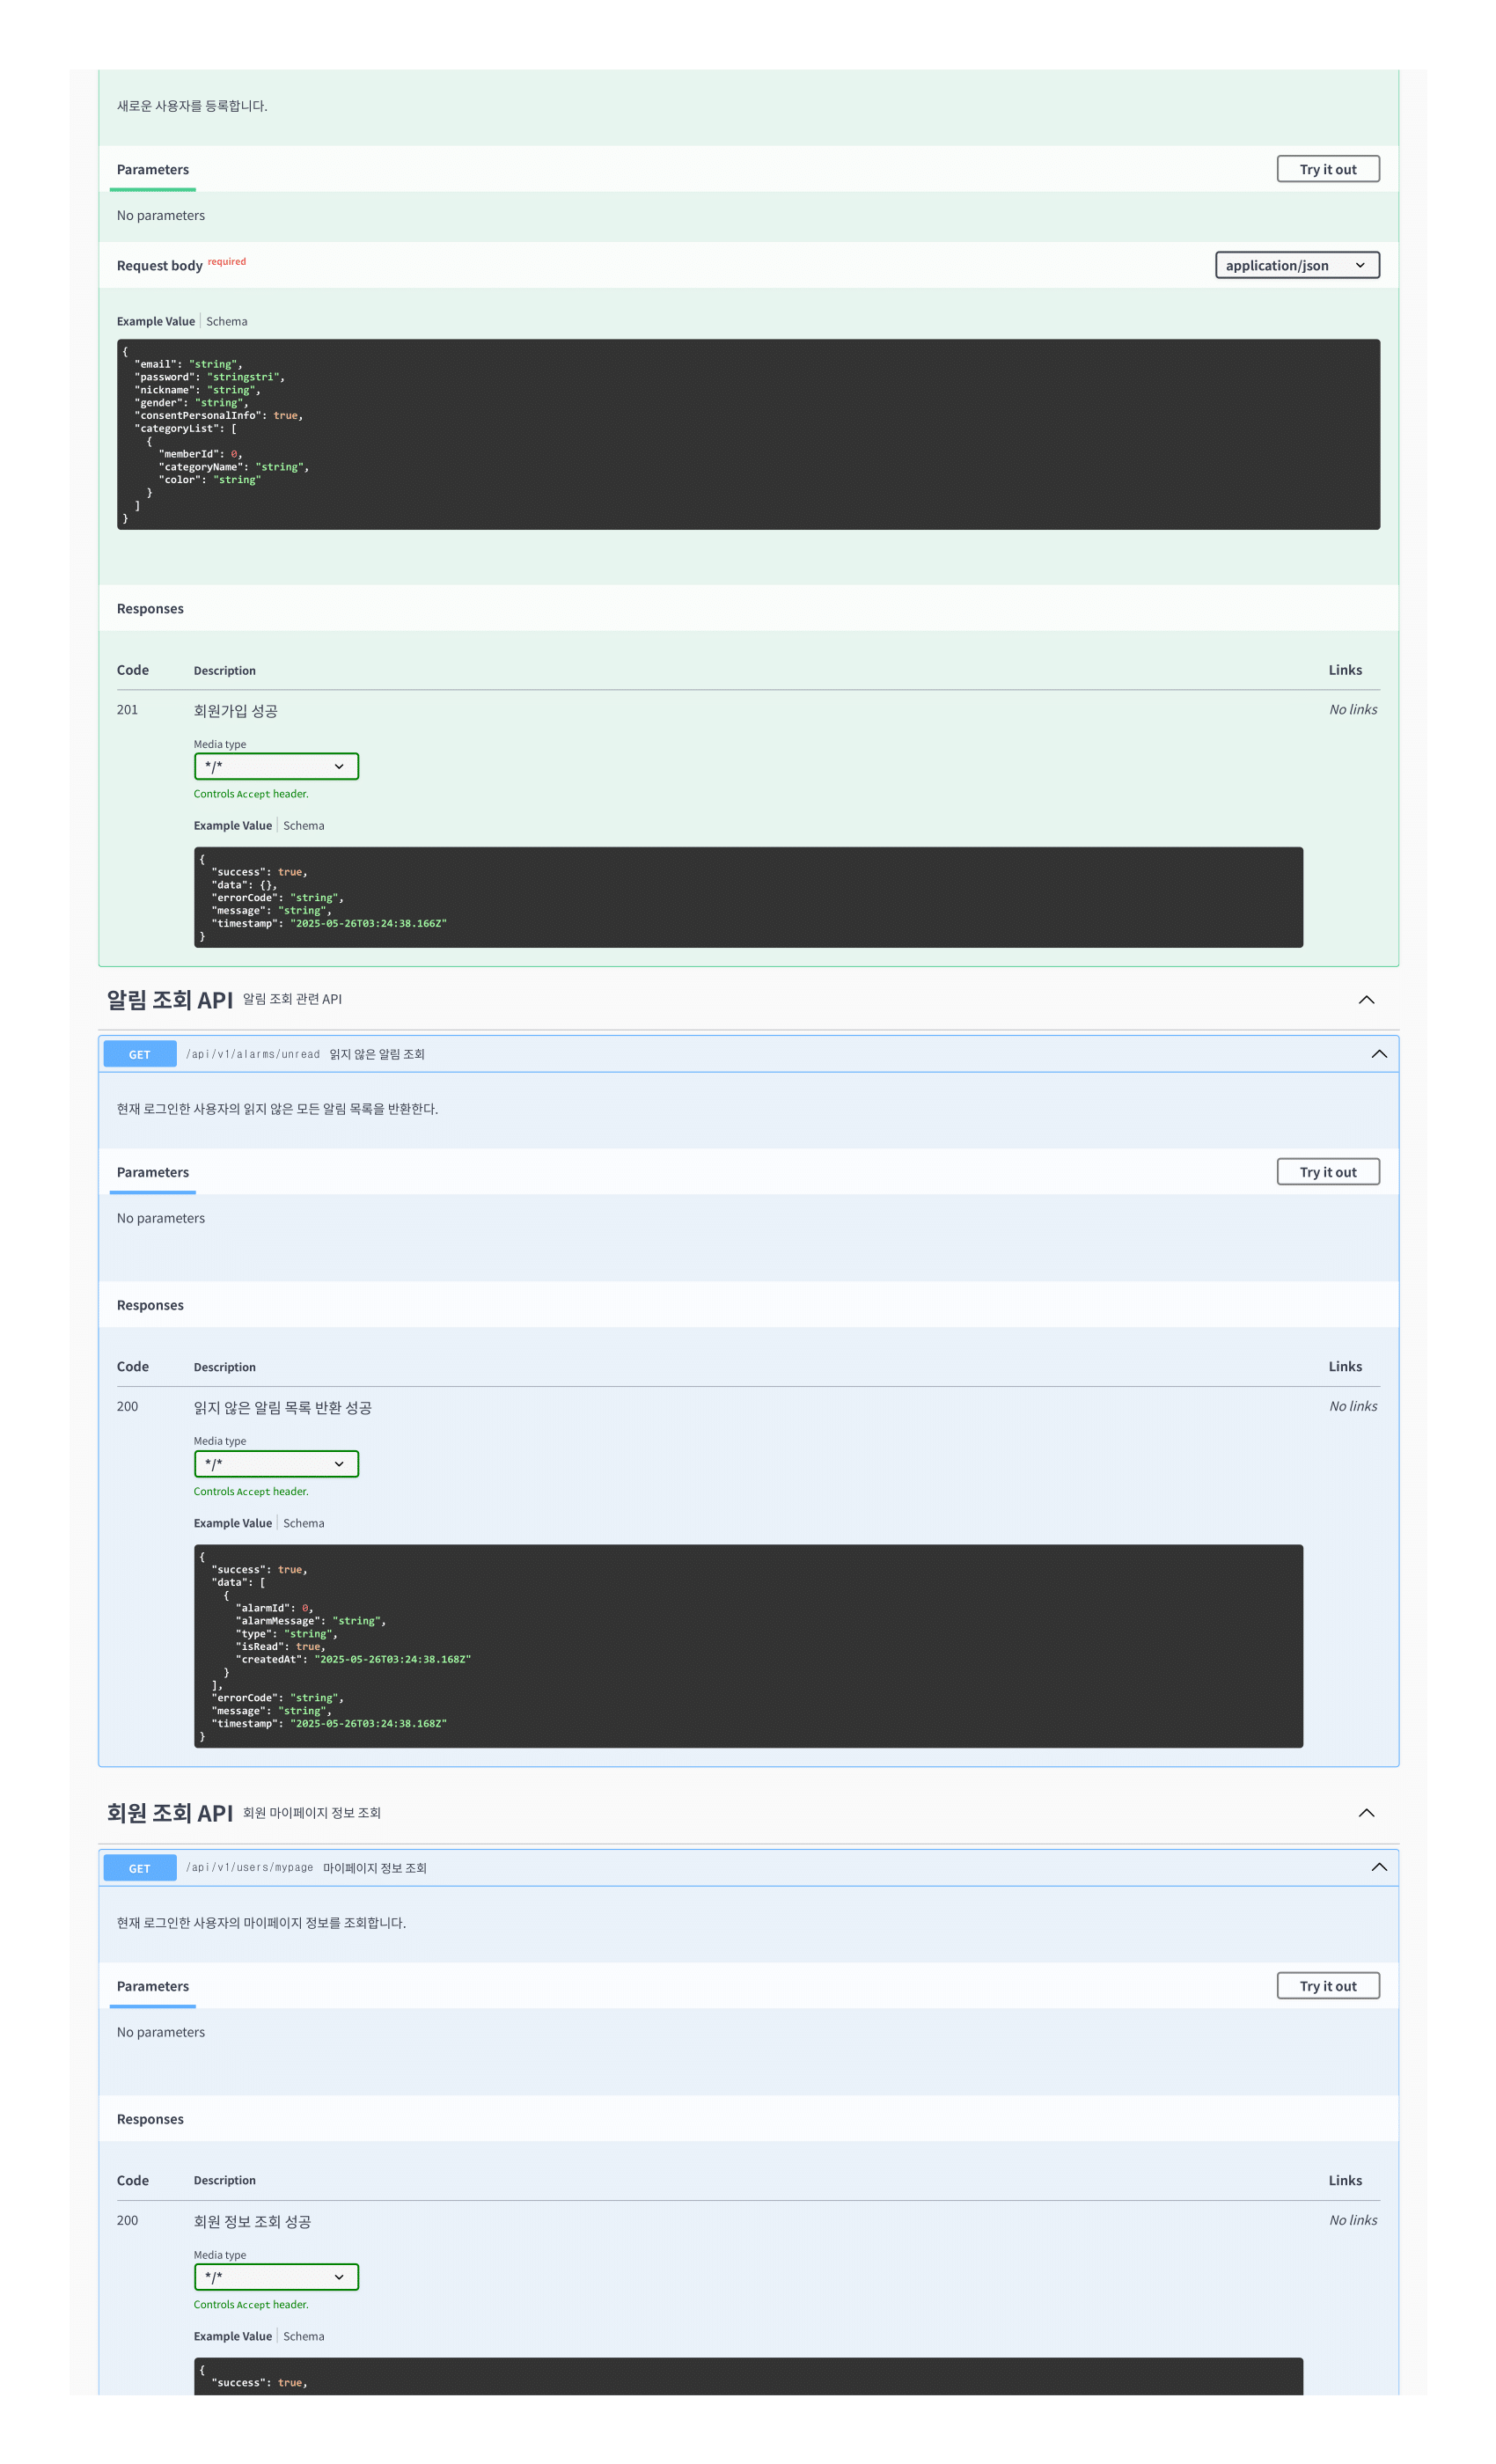 새로운 사용자를 등록합니다.
Parameters
Try it out
No parameters
Request body required
application/json
Example Value | Schema
{
  "email": "string",
  "password": "stringstri",
  "nickname": "string",
  "gender": "string",
  "consentPersonalInfo": true,
  "categoryList": [
    {
      "memberId": 0,
      "categoryName": "string",
      "color": "string"
    }
  ]
}
Responses
Code Description Links
201 회원가입 성공 No links
Media type
*/*
Controls Accept header.
Example Value | Schema
{
  "success": true,
  "data": {},
  "errorCode": "string",
  "message": "string",
  "timestamp": "2025-05-26T03:24:38.166Z"
}
알림 조회 API 알림 조회 관련 API
GET /api/v1/alarms/unread 읽지 않은 알림 조회
현재 로그인한 사용자의 읽지 않은 모든 알림 목록을 반환한다.
Parameters
Try it out
No parameters
Responses
Code Description Links
200 읽지 않은 알림 목록 반환 성공 No links
Media type
*/*
Controls Accept header.
Example Value | Schema
{
  "success": true,
  "data": [
    {
      "alarmId": 0,
      "alarmMessage": "string",
      "type": "string",
      "isRead": true,
      "createdAt": "2025-05-26T03:24:38.168Z"
    }
  ],
  "errorCode": "string",
  "message": "string",
  "timestamp": "2025-05-26T03:24:38.168Z"
}
회원 조회 API 회원 마이페이지 정보 조회
GET /api/v1/users/mypage 마이페이지 정보 조회
현재 로그인한 사용자의 마이페이지 정보를 조회합니다.
Parameters
Try it out
No parameters
Responses
Code Description Links
200 회원 정보 조회 성공 No links
Media type
*/*
Controls Accept header.
Example Value | Schema
{
  "success": true,